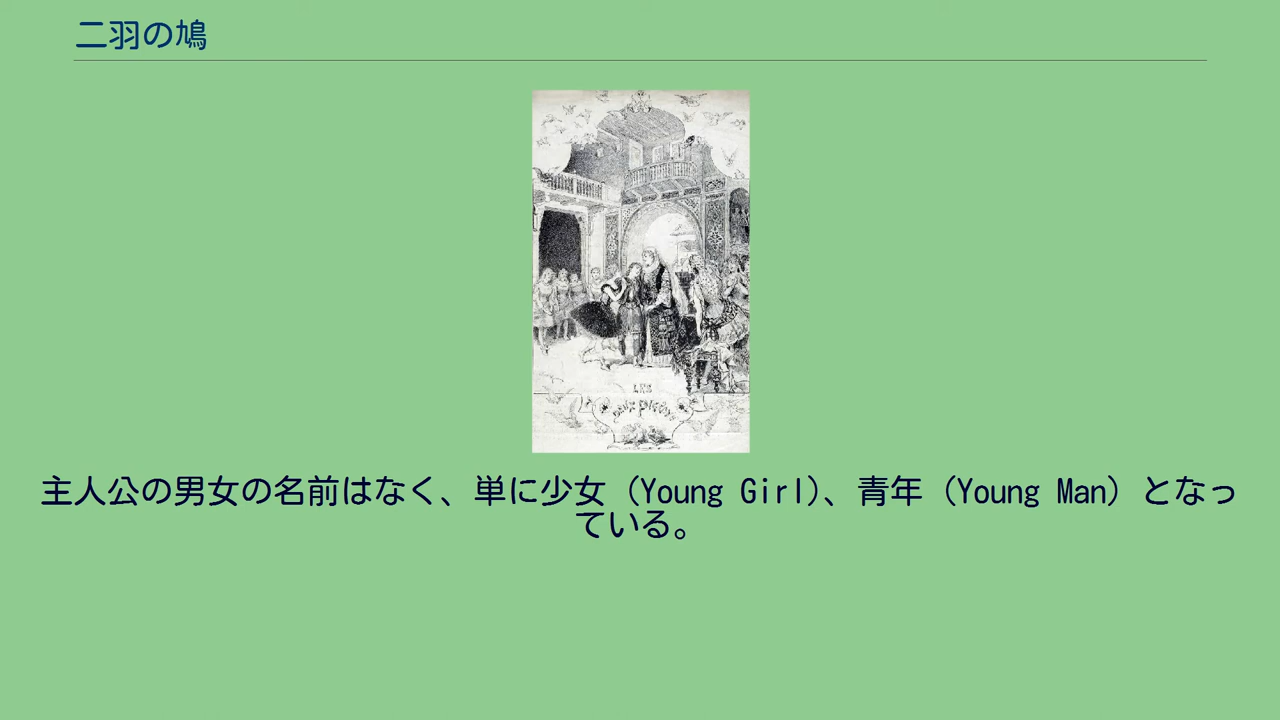 二羽の鳩
LES
主人公の男女の名前はなく、単に少女（Young Girl)、青年（Young Man）となっ
ている。